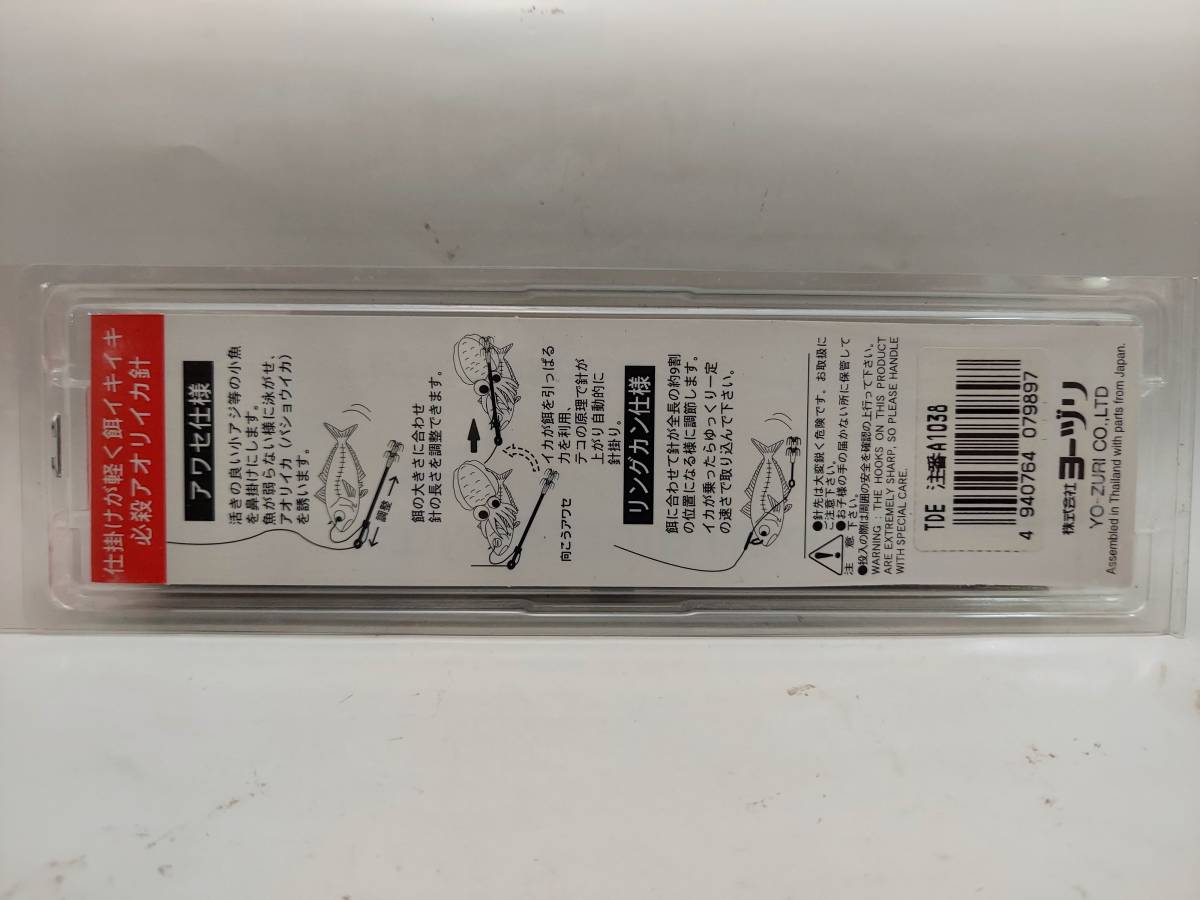 仕掛けが軽く餌イキイキ
必殺アオリイカ針
アワセ仕様
活きの良い小アジ等の小魚
を鼻掛けにします。
魚が弱らない様に泳がせ、
アオリイカ(バショウイカ)
を誘います。
調整
餌の大きさに合わせ
針の長さを調整できます。
向こうアワセ
イカが餌を引っぱる
力を利用、
テコの原理で針が
上がり自動的に
針掛り。
リングカン仕様
餌に合わせて針が全長の約9割
の位置になる様に調節します。
イカが乗ったらゆっくり一定
の速さで取り込んで下さい。
注意
●針先は大変鋭く危険です。お取扱に
ご注意下さい。
●お子様の手の届かない所に保管して
下さい。
●投入の際は周囲の安全を確認の上行って下さい。
WARNING : THE HOOKS ON THIS PRODUCT
ARE EXTREMELY SHARP, SO PLEASE HANDLE
WITH SPECIAL CARE.
TDE 注番A1038
4 940764 079897
株式会社 ヨーヅリ
YO-ZURI CO.,LTD
Assembled in Thailand with parts from Japan.